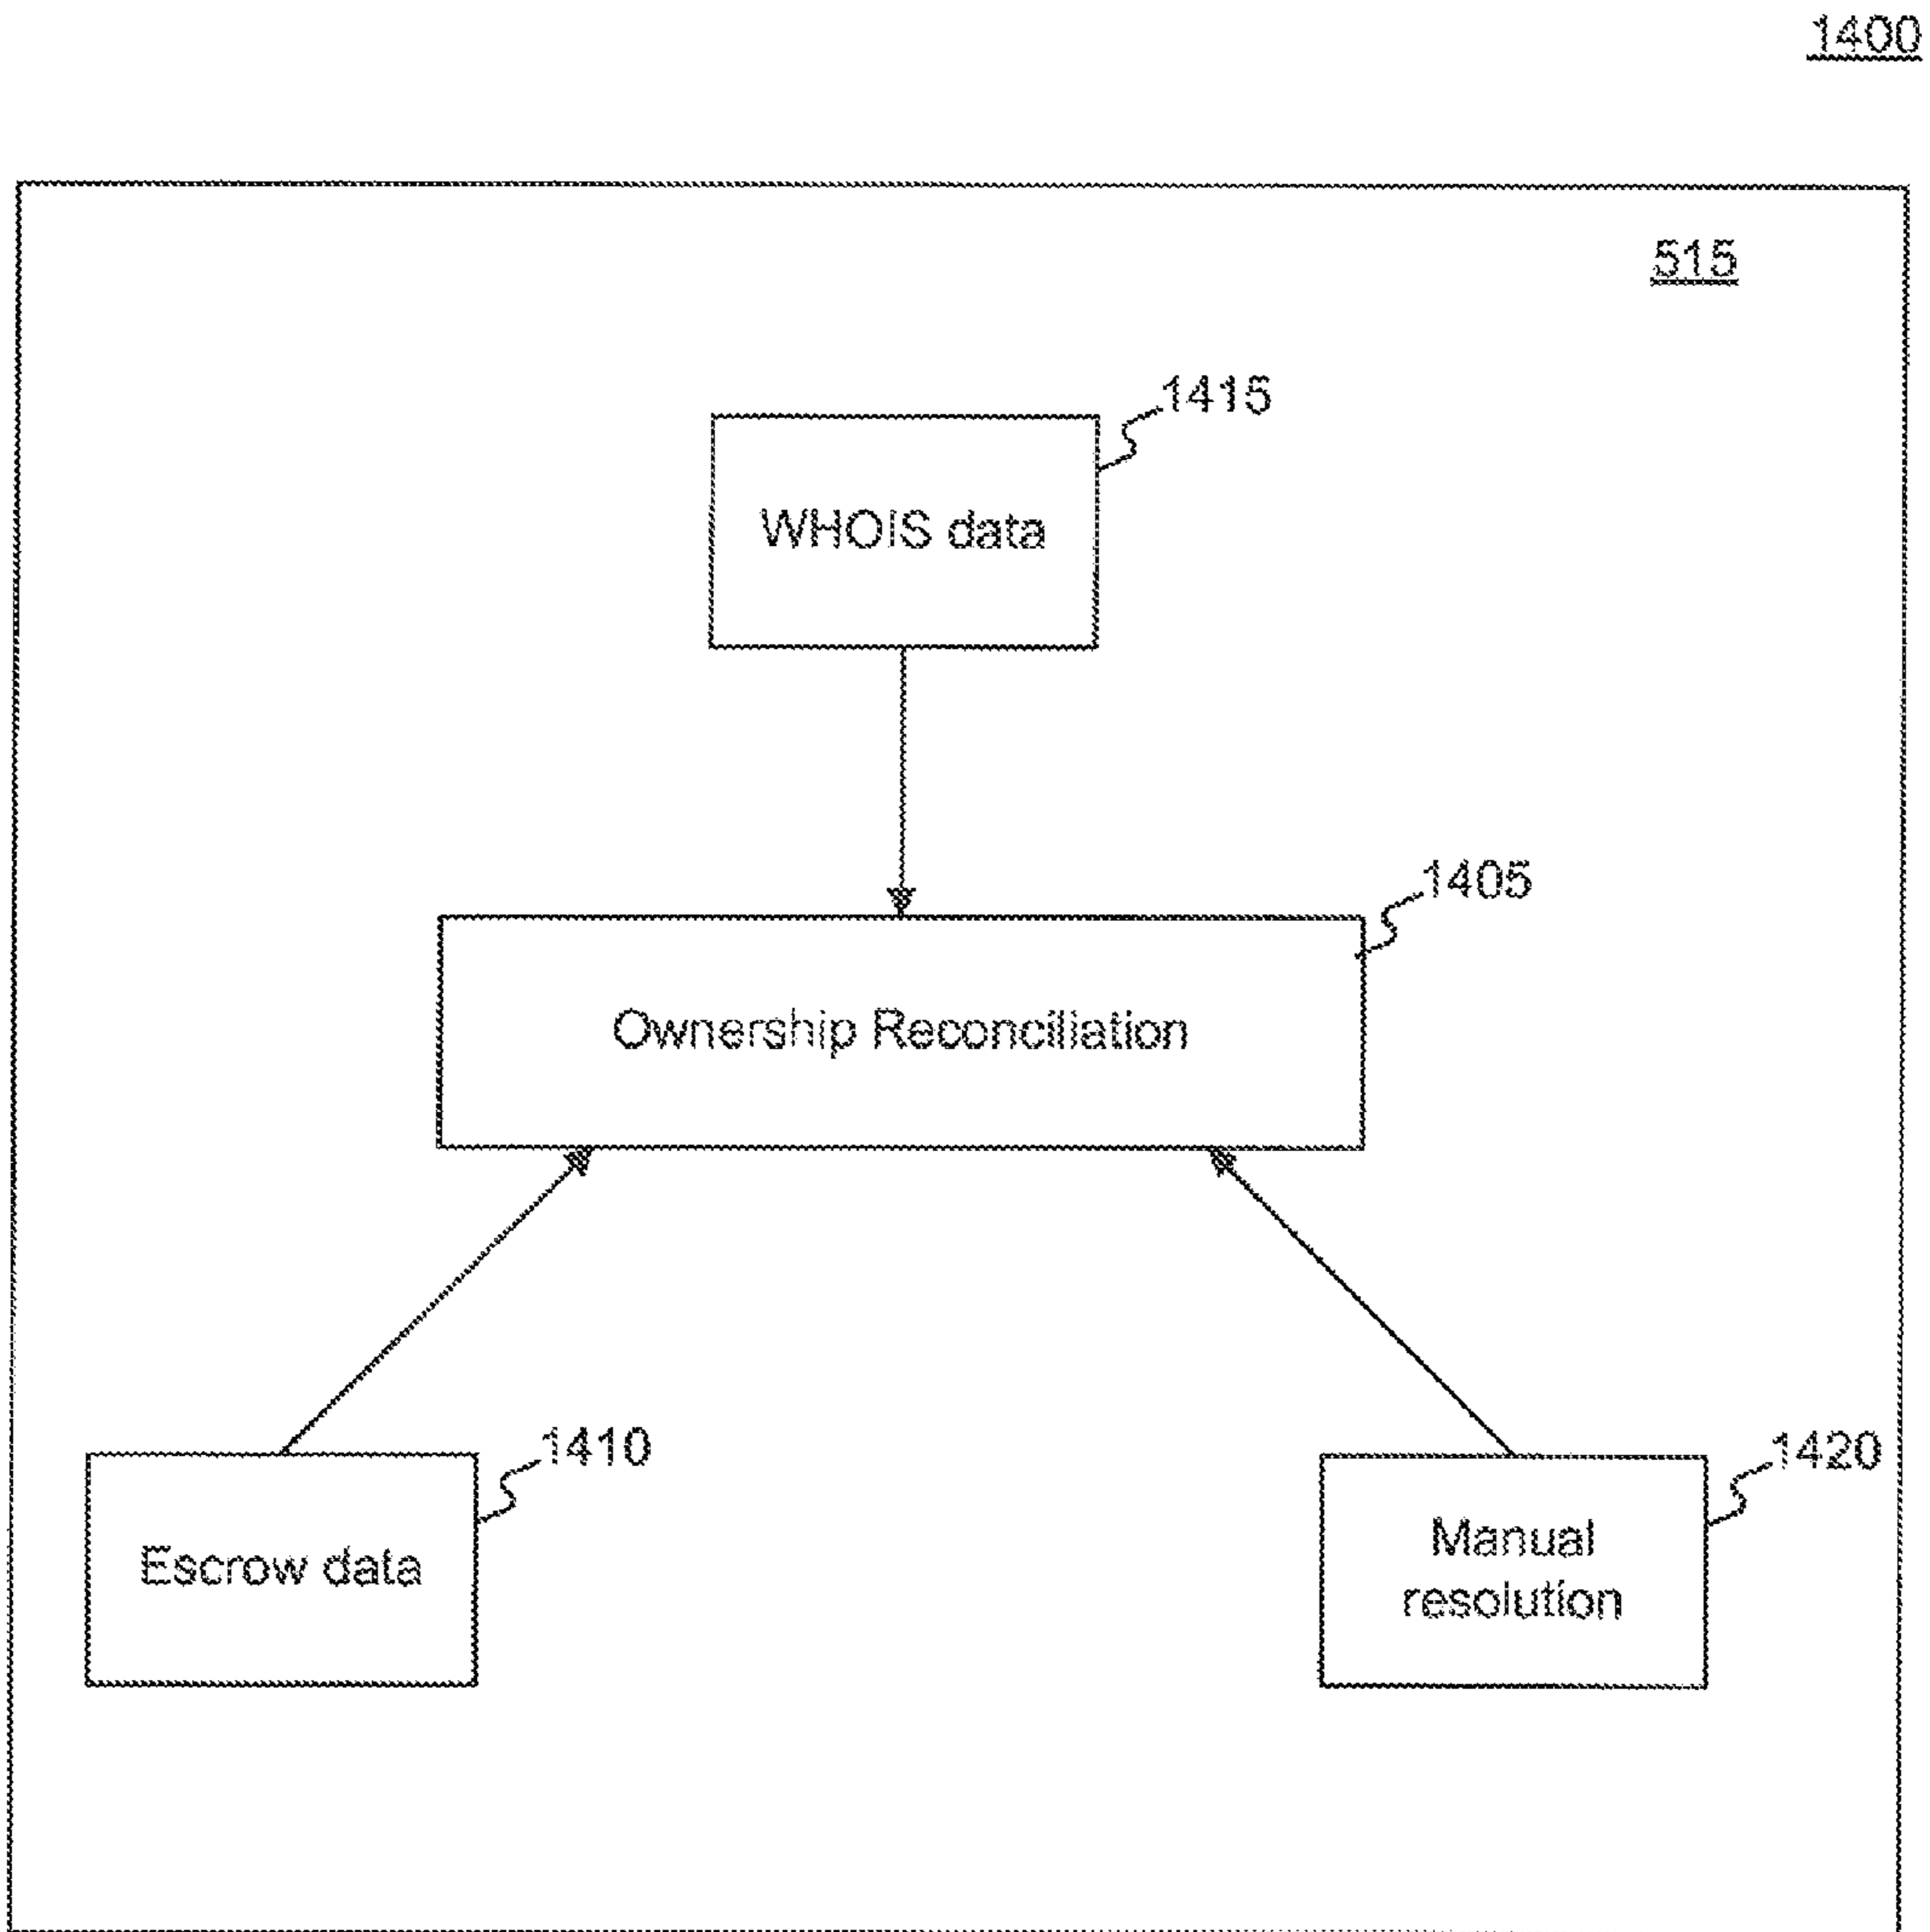 1400
515
1415
WHOIS data
1405
Ownership Reconciliation
1410
Escrow data
1420
Manual
resolution